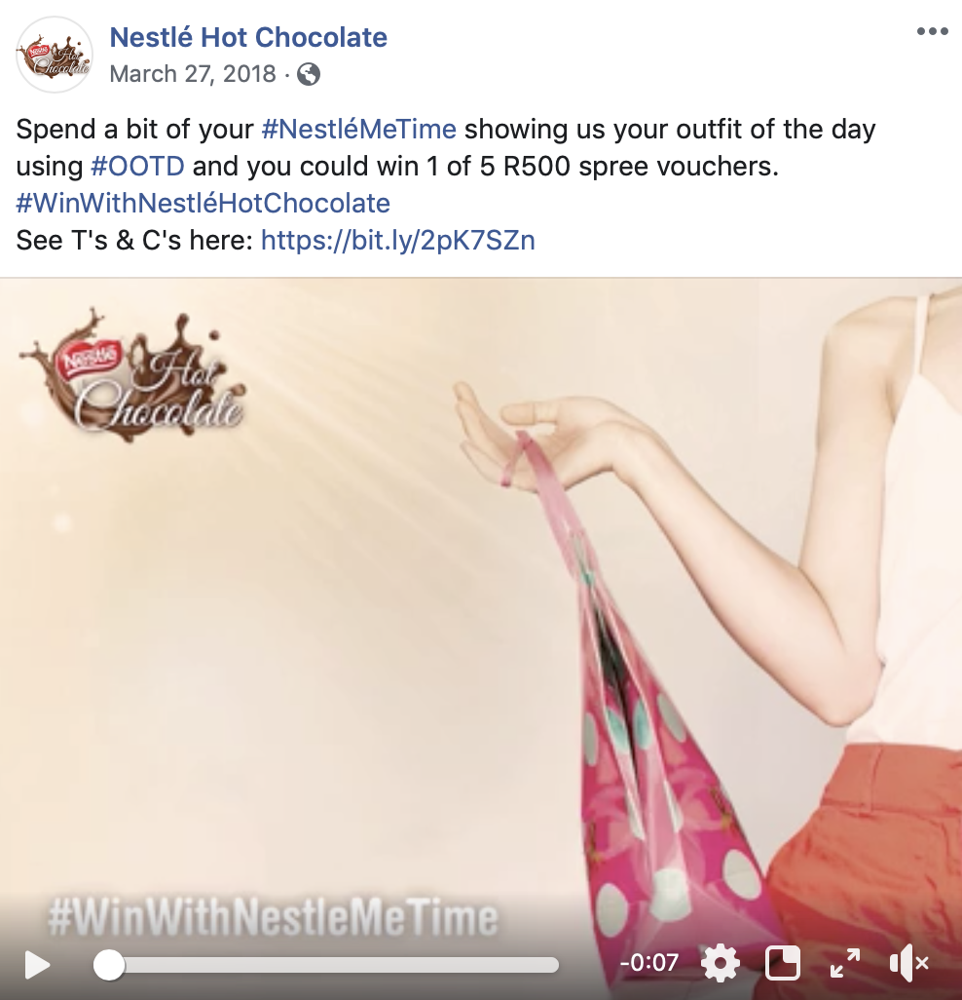 Nestlé Hot Chocolate
March 27, 2018 ·
Spend a bit of your #NestléMeTime showing us your outfit of the day
using #OOTD and you could win 1 of 5 R500 spree vouchers.
#WinWithNestléHotChocolate
See T's & C's here: https://bit.ly/2pK7SZn
Nestlé
Hot
Chocolate
#WinWithNestleMeTime
-0:07